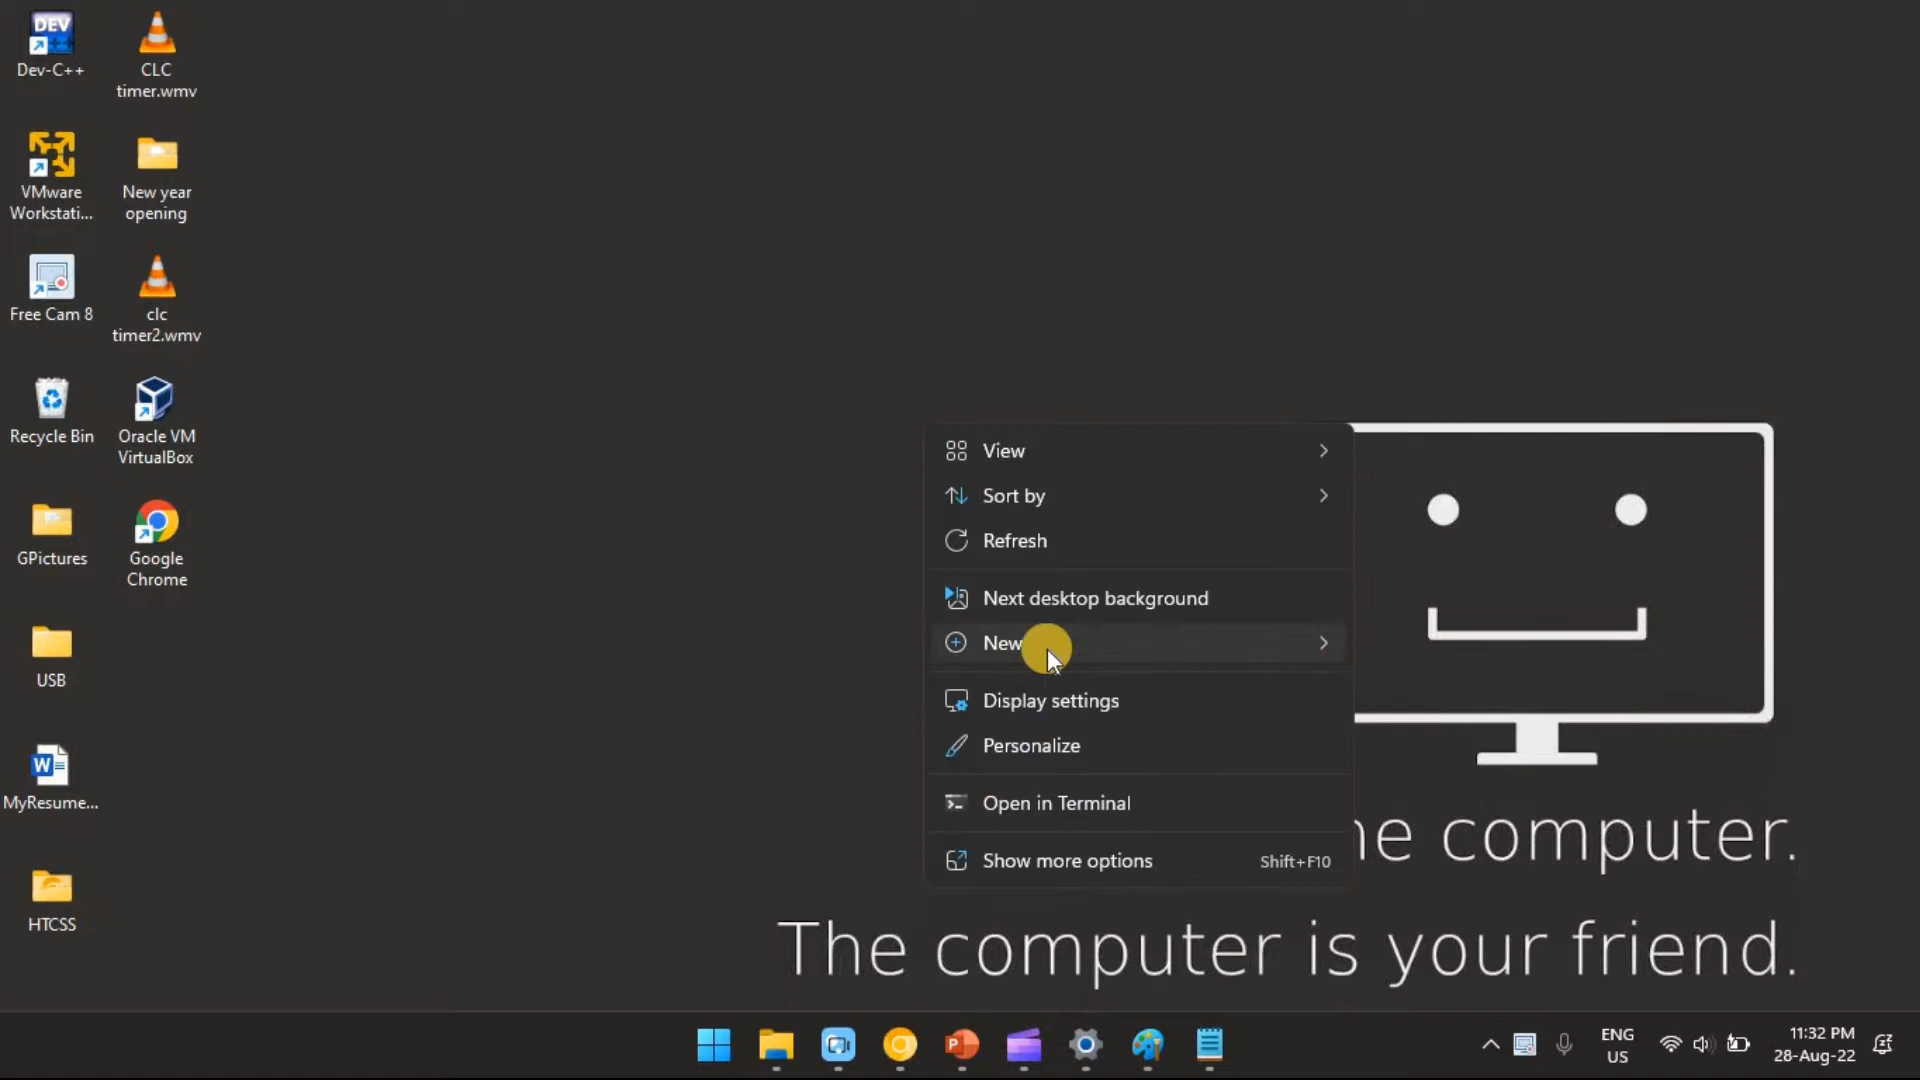 DEV
Dev-C++
CLC
timer.wmv
VMware
Workstati...
New year
opening
Free Cam 8
clc
timer2.wmv
Recycle Bin
Oracle VM
VirtualBox
GPictures
Google
Chrome
USB
W
MyResume...
HTCSS
View
Sort by
Refresh
Next desktop background
New
Display settings
Personalize
Open in Terminal
Show more options Shift+F10
computer.
The computer is your friend.
P
ENG
US
11:32 PM
28-Aug-22